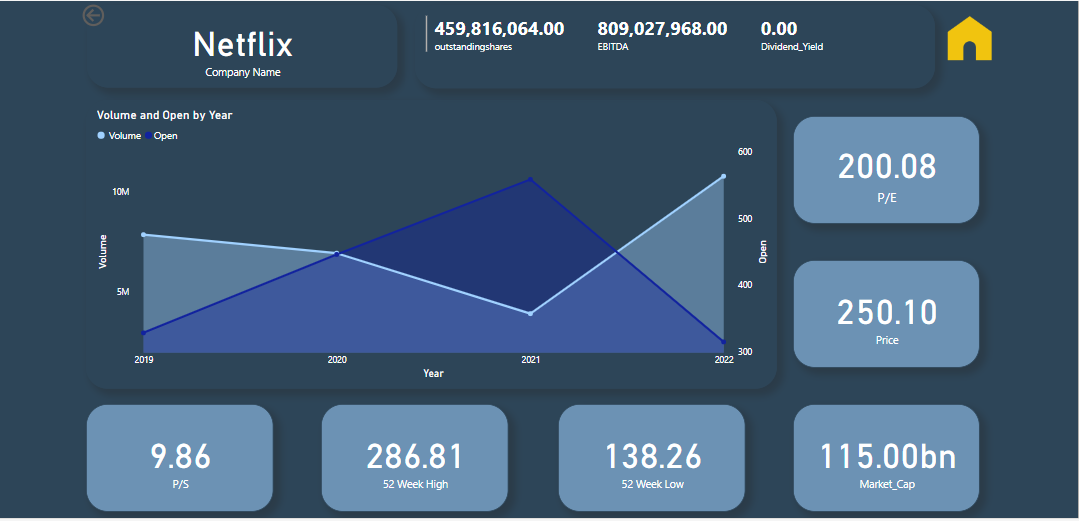 Netflix
Company Name
459,816,064.00
outstandingshares
809,027,968.00
EBITDA
0.00
Dividend_Yield
Volume and Open by Year
Volume Open
600
10M
500
Volume
Open
400
5M
300
2019 2020 2021 2022
Year
200.08
P/E
250.10
Price
9.86
P/S
286.81
52 Week High
138.26
52 Week Low
115.00bn
Market_Cap